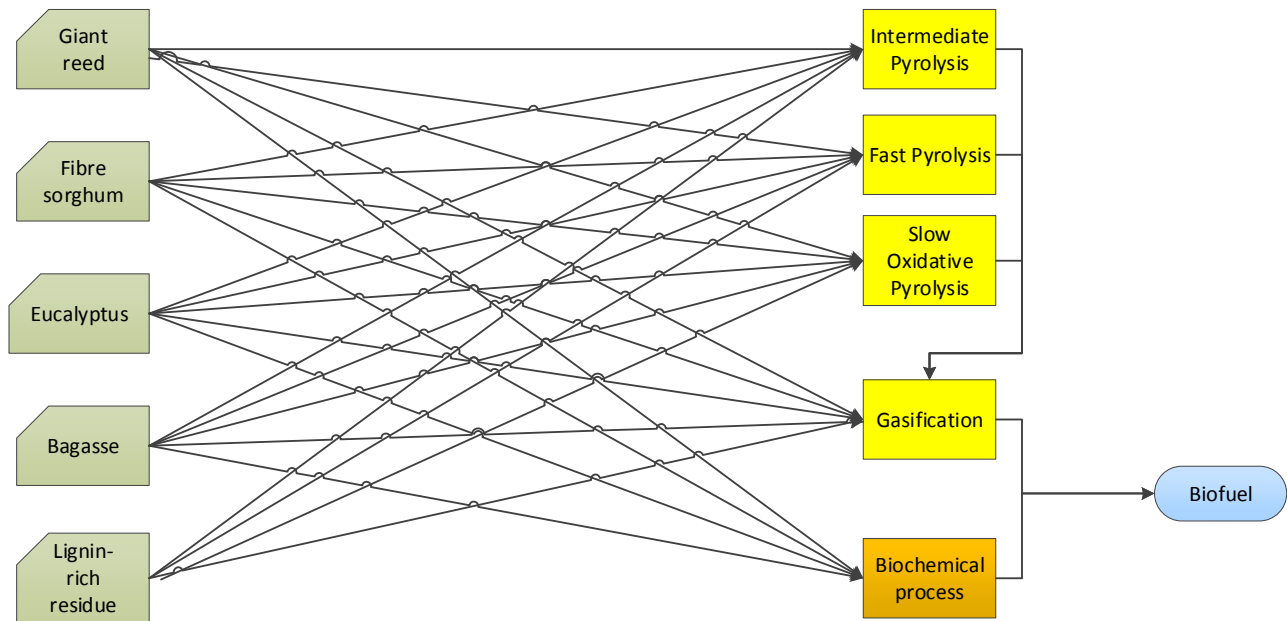 Giant
reed
Fibre
sorghum
Eucalyptus
Bagasse
Lignin-
rich
residue
Intermediate
Pyrolysis
Fast Pyrolysis
Slow
Oxidative
Pyrolysis
Gasification
Biochemical
process
Biofuel